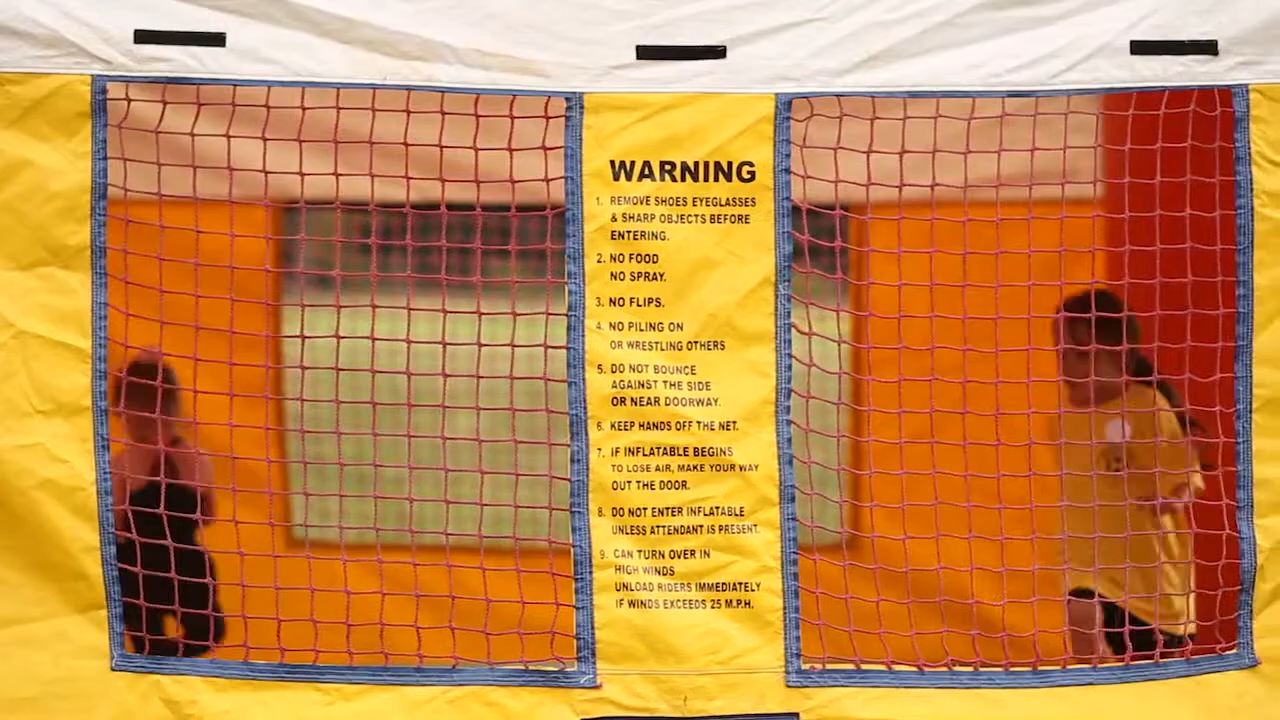 WARNING
1. REMOVE SHOES EYEGLASSES
& SHARP OBJECTS BEFORE
ENTERING.
2. NO FOOD
NO SPRAY.
3. NO FLIPS.
4. NO PILING ON
OR WRESTLING OTHERS
5. DO NOT BOUNCE
AGAINST THE SIDE
OR NEAR DOORWAY.
6. KEEP HANDS OFF THE NET.
7. IF INFLATABLE BEGINS
TO LOSE AIR, MAKE YOUR WAY
OUT THE DOOR.
8. DO NOT ENTER INFLATABLE
UNLESS ATTENDANT IS PRESENT.
9. CAN TURN OVER IN
HIGH WINDS
UNLOAD RIDERS IMMEDIATELY
IF WINDS EXCEEDS 25 M.P.H.